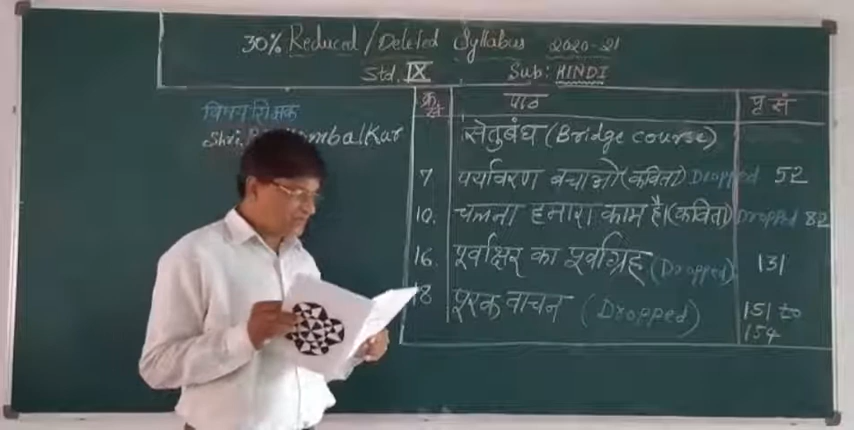 30% Reduced/Deleted Syllabus 2020-21
Std. IX Sub: HINDI
विषय शिक्षक
Shri.
क्र.सं पाठ पृ सं
सेतुबंध (Bridge course)
7 पर्यावरण बचाओ (कविता) Dropped 52
10. चलना हमारा काम है। (कविता) Dropped 82
16. पूर्वाक्षर का पूर्वाग्रह (Dropped) 131
18 पूरक वाचन (Dropped) 151 to
154